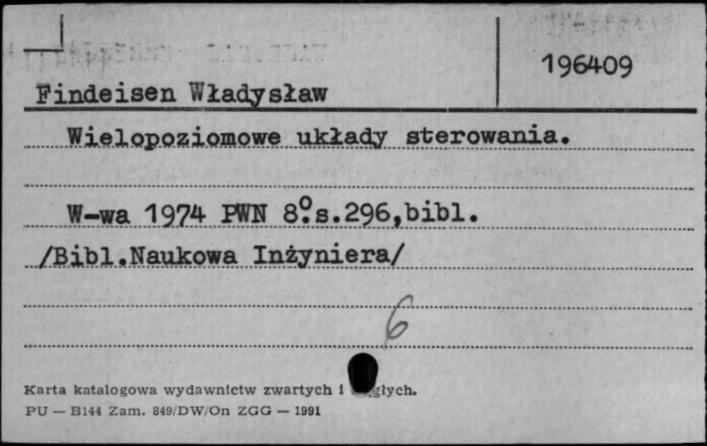 196409
Findeisen Władysław
Wielopoziomowe układy sterowania.
W-wa 1974 PWN 8°.s.296,bibl.
/Bibl.Naukowa Inżyniera/
6
Karta katalogowa wydawnictw zwartych i
PU — B144 Zam. 849/DW/On ZGG — 1991